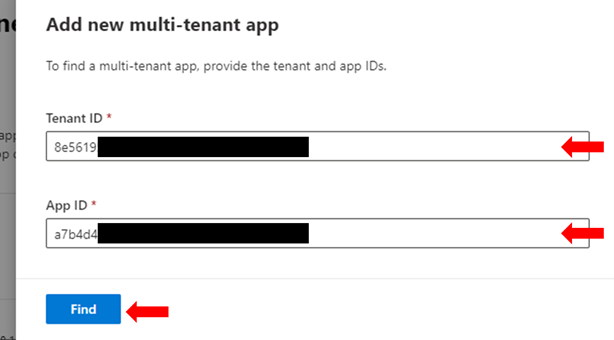 Add new multi-tenant app
To find a multi-tenant app, provide the tenant and app IDs.
Tenant ID *
8e5619
App ID *
a7b4d4
Find